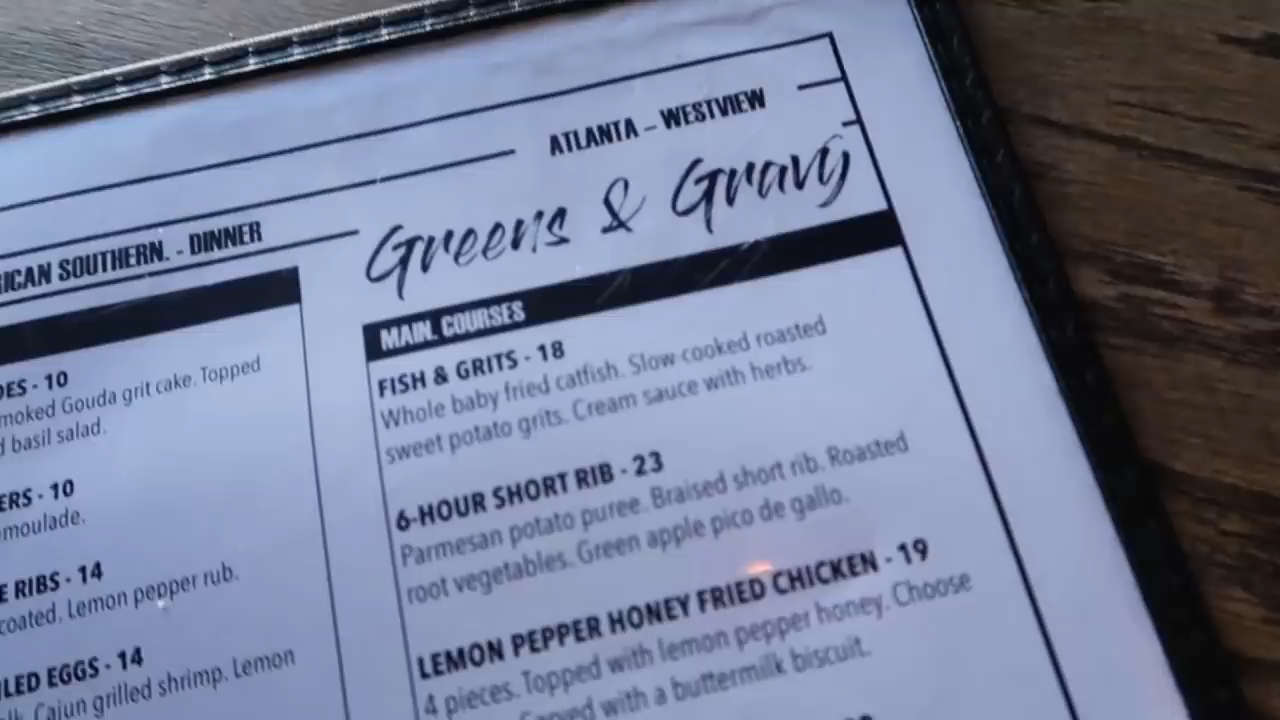 ATLANTA – WESTVIEW
RICAN SOUTHERN. - DINNER
Greens & Gravy
DES - 10
moked Gouda grit cake. Topped
d basil salad.
ERS - 10
moulade.
E RIBS - 14
coated. Lemon pepper rub.
LED EGGS - 14
Cajun grilled shrimp. Lemon
MAIN. COURSES
FISH & GRITS - 18
Whole baby fried catfish. Slow-cooked roasted
sweet potato grits. Cream sauce with herbs.
6-HOUR SHORT RIB - 23
Parmesan potato puree. Braised short rib. Roasted
root vegetables. Green apple pico de gallo.
LEMON PEPPER HONEY FRIED CHICKEN - 19
4 pieces. Topped with lemon pepper honey. Choose
Served with a buttermilk biscuit.